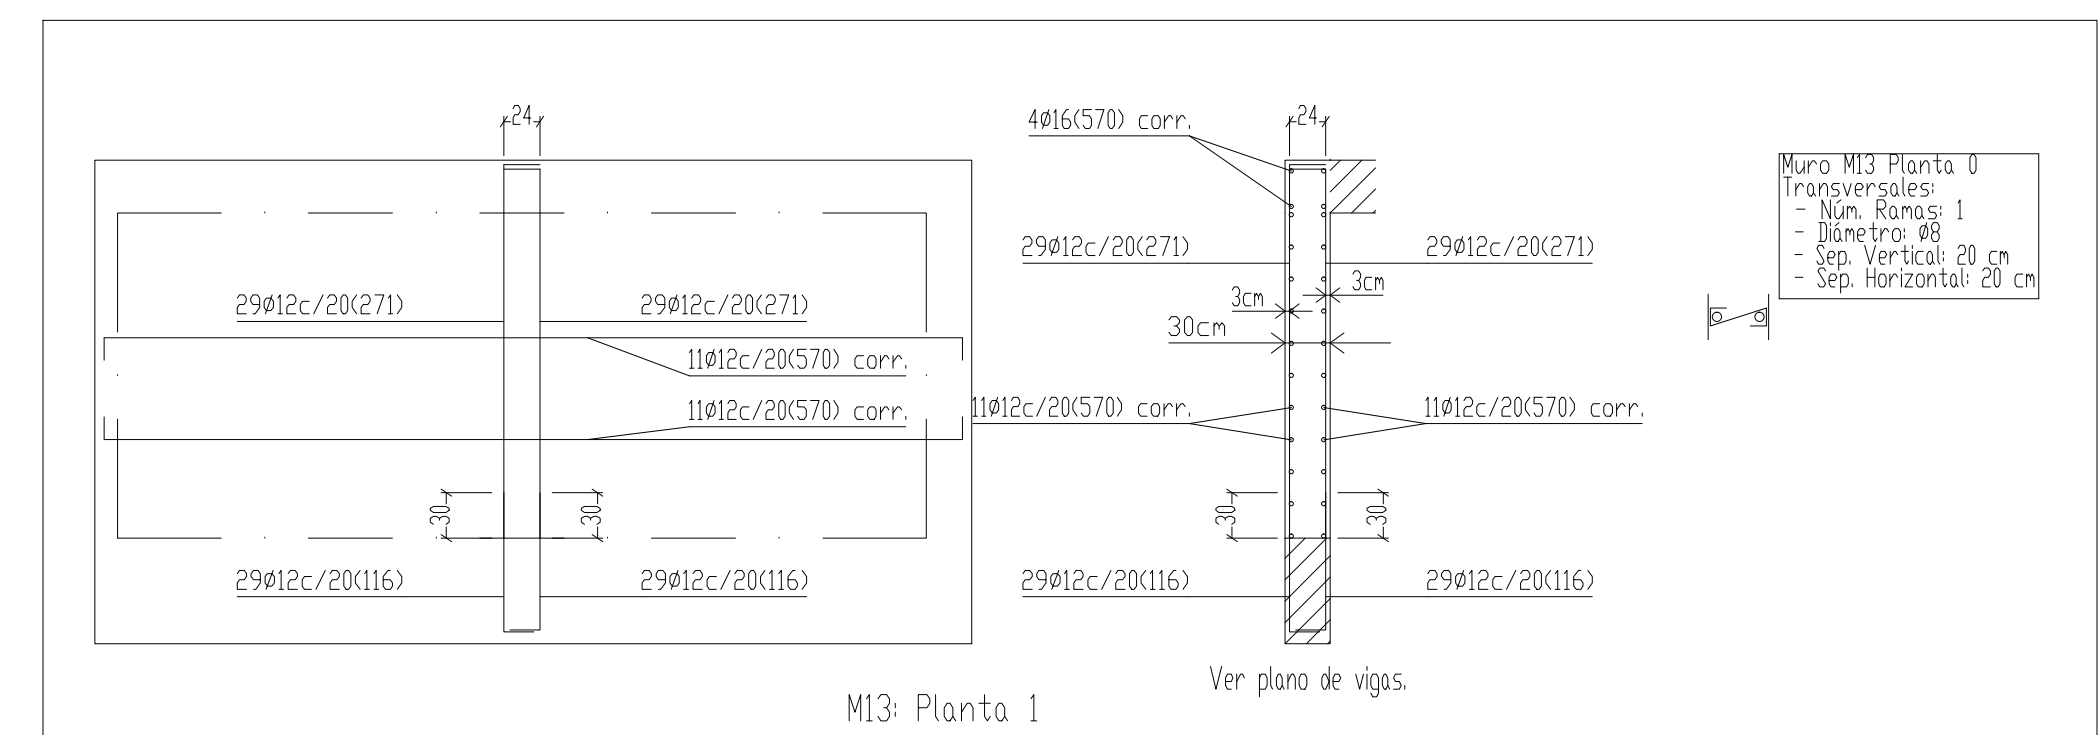 24
29Ø12c/20(271)
29Ø12c/20(271)
11Ø12c/20(570) corr.
11Ø12c/20(570) corr.
30
30
29Ø12c/20(116)
29Ø12c/20(116)
4Ø16(570) corr.
24
29Ø12c/20(271)
29Ø12c/20(271)
3cm
3cm
30cm
11Ø12c/20(570) corr.
11Ø12c/20(570) corr.
30
30
29Ø12c/20(116)
29Ø12c/20(116)
Ver plano de vigas.
M13: Planta 1
Muro M13 Planta 0
Transversales:
- Núm. Ramas: 1
- Diámetro: Ø8
- Sep. Vertical: 20 cm
- Sep. Horizontal: 20 cm